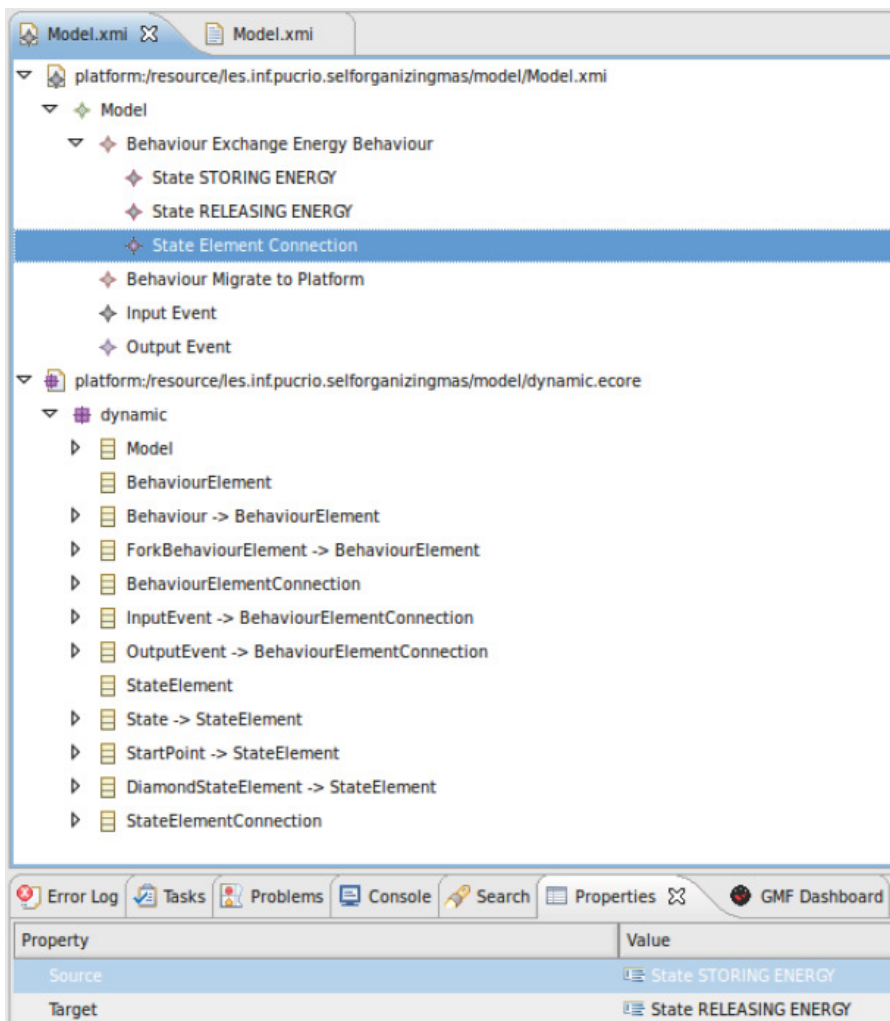 Model.xmi Model.xmi
platform:/resource/les.inf.pucrio.selforganizingmas/model/Model.xmi
Model
Behaviour Exchange Energy Behaviour
State STORING ENERGY
State RELEASING ENERGY
State Element Connection
Behaviour Migrate to Platform
Input Event
Output Event
platform:/resource/les.inf.pucrio.selforganizingmas/model/dynamic.ecore
dynamic
Model
BehaviourElement
Behaviour -> BehaviourElement
ForkBehaviourElement -> BehaviourElement
BehaviourElementConnection
InputEvent -> BehaviourElementConnection
OutputEvent -> BehaviourElementConnection
StateElement
State -> StateElement
StartPoint -> StateElement
DiamondStateElement -> StateElement
StateElementConnection
Error Log Tasks Problems Console Search Properties GMF Dashboard
Property Value
Source State STORING ENERGY
Target State RELEASING ENERGY